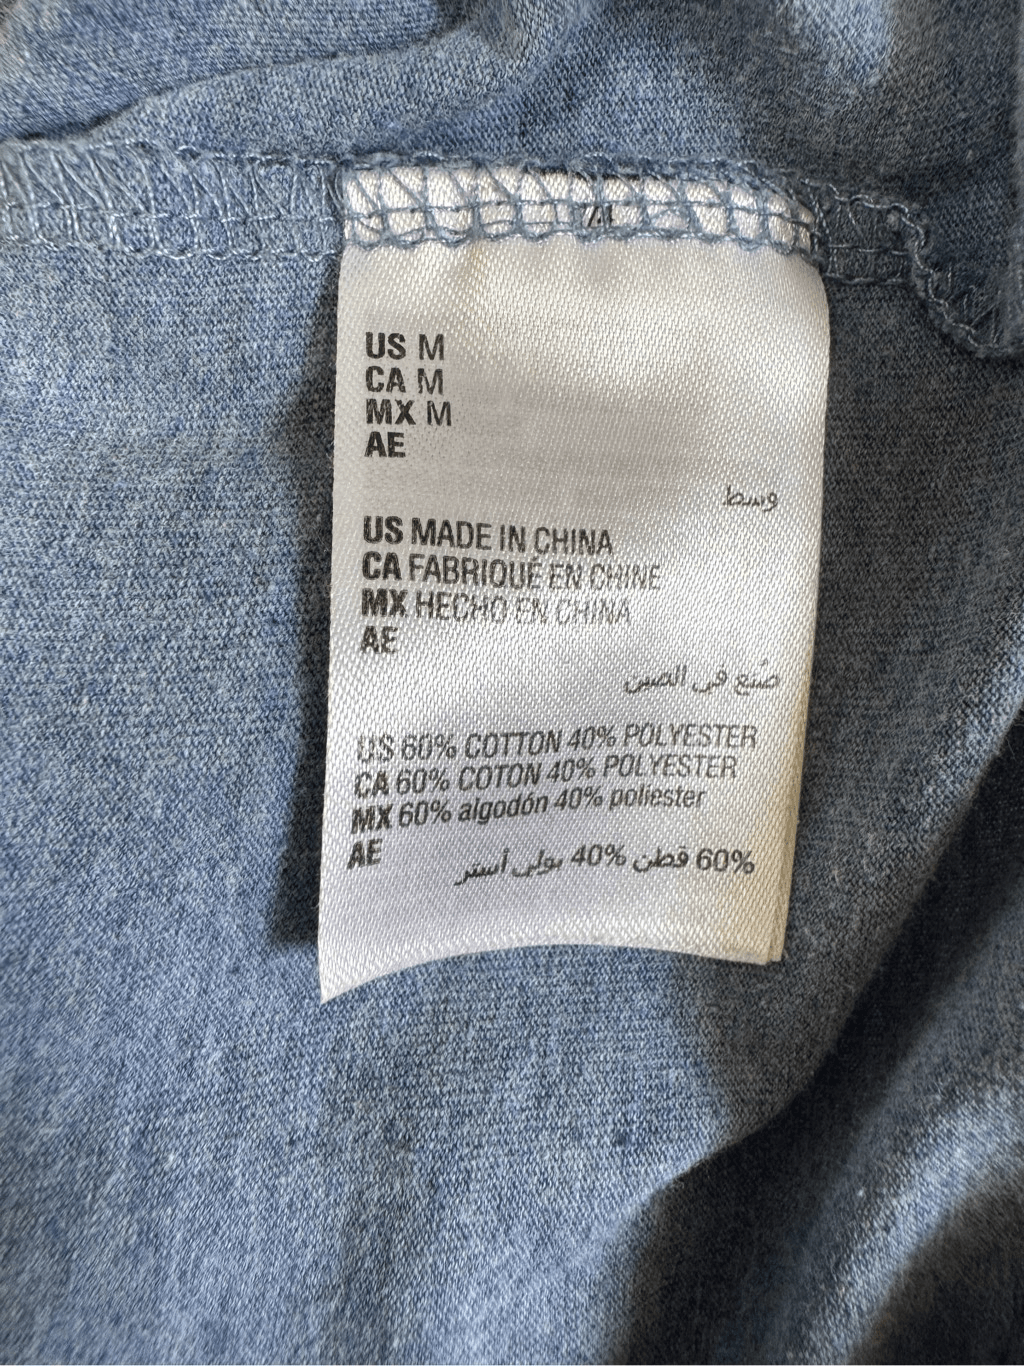 US M
CA M
MX M
AE
وسط
US MADE IN CHINA
CA FABRIQUÉ EN CHINE
MX HECHO EN CHINA
AE
صُنع في الصين
US 60% COTTON 40% POLYESTER
CA 60% COTON 40% POLYESTER
MX 60% algodón 40% poliester
AE
60% قطن 40% بولي أستر